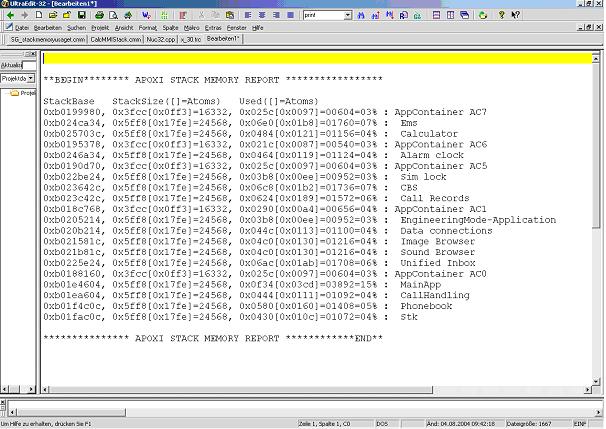 UltraEdit-32 - [Bearbeiten1*]
print
Datei Bearbeiten Suchen Projekt Ansicht Format Spalte Makro Extras Fenster Hilfe
SG_stackmemoryusaget.cmm CalcMMIStack.cmm Nuc32.cpp x_30.trc Bearbeiten1*
Aktualisi
Projektda
Projel
**BEGIN******** APOXI STACK MEMORY REPORT *****************
StackBase StackSize([]=Atoms) Used([]=Atoms)
0xb0199980, 0x3fcc[0x0ff3]=16332, 0x025c[0x0097]=00604=03% : AppContainer AC7
0xb024ca34, 0x5ff8[0x17fe]=24568, 0x06e0[0x01b8]=01760=07% : Ems
0xb025703c, 0x5ff8[0x17fe]=24568, 0x0484[0x0121]=01156=04% : Calculator
0xb0195378, 0x3fcc[0x0ff3]=16332, 0x021c[0x0087]=00540=03% : AppContainer AC6
0xb0246a34, 0x5ff8[0x17fe]=24568, 0x0464[0x0119]=01124=04% : Alarm clock
0xb0190d70, 0x3fcc[0x0ff3]=16332, 0x025c[0x0097]=00604=03% : AppContainer AC5
0xb022be24, 0x5ff8[0x17fe]=24568, 0x03b8[0x00ee]=00952=03% : Sim lock
0xb023642c, 0x5ff8[0x17fe]=24568, 0x06c8[0x01b2]=01736=07% : CBS
0xb023c42c, 0x5ff8[0x17fe]=24568, 0x0624[0x0189]=01572=06% : Call Records
0xb018c768, 0x3fcc[0x0ff3]=16332, 0x0290[0x00a4]=00656=04% : AppContainer AC1
0xb0205214, 0x5ff8[0x17fe]=24568, 0x03b8[0x00ee]=00952=03% : EngineeringMode-Application
0xb020b214, 0x5ff8[0x17fe]=24568, 0x044c[0x0113]=01100=04% : Data connections
0xb021581c, 0x5ff8[0x17fe]=24568, 0x04c0[0x0130]=01216=04% : Image Browser
0xb021b81c, 0x5ff8[0x17fe]=24568, 0x04c0[0x0130]=01216=04% : Sound Browser
0xb0225e24, 0x5ff8[0x17fe]=24568, 0x06ac[0x01ab]=01708=06% : Unified Inbox
0xb0188160, 0x3fcc[0x0ff3]=16332, 0x025c[0x0097]=00604=03% : AppContainer AC0
0xb01e4604, 0x5ff8[0x17fe]=24568, 0x0f34[0x03cd]=03892=15% : MainApp
0xb01ea604, 0x5ff8[0x17fe]=24568, 0x0444[0x0111]=01092=04% : CallHandling
0xb01f4c0c, 0x5ff8[0x17fe]=24568, 0x0580[0x0160]=01408=05% : Phonebook
0xb01fac0c, 0x5ff8[0x17fe]=24568, 0x0430[0x010c]=01072=04% : Stk
*************** APOXI STACK MEMORY REPORT ************END**
Um Hilfe zu erhalten, drücken Sie F1 Zeile 1, Spalte 1, C0 DOS Änd: 04.08.2004 09:42:18 Dateigröße: 1667 EINF